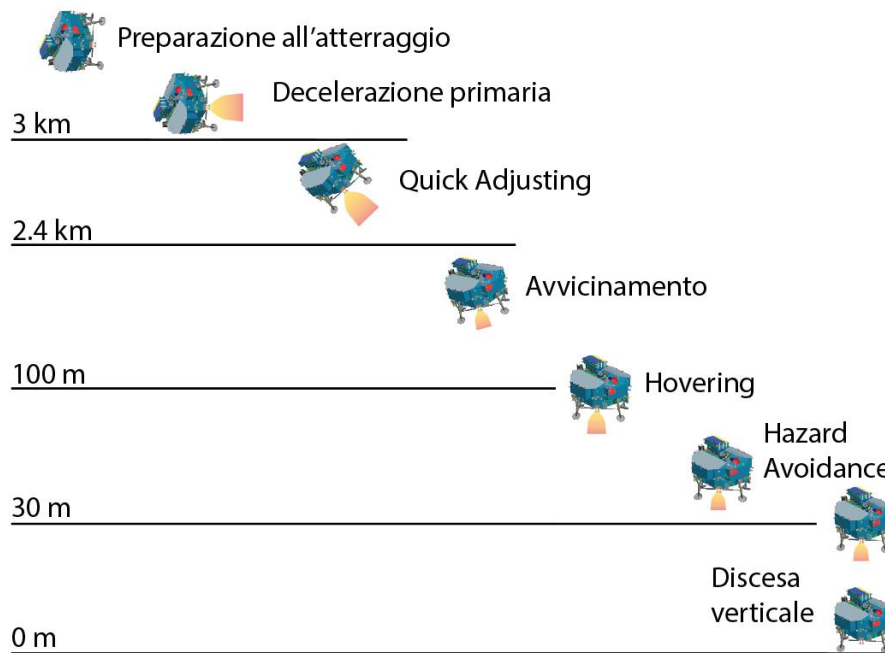 Preparazione all'atterraggio
Decelerazione primaria
3 km
Quick Adjusting
2.4 km
Avvicinamento
100 m
Hovering
Hazard
Avoidance
30 m
Discesa
verticale
0 m